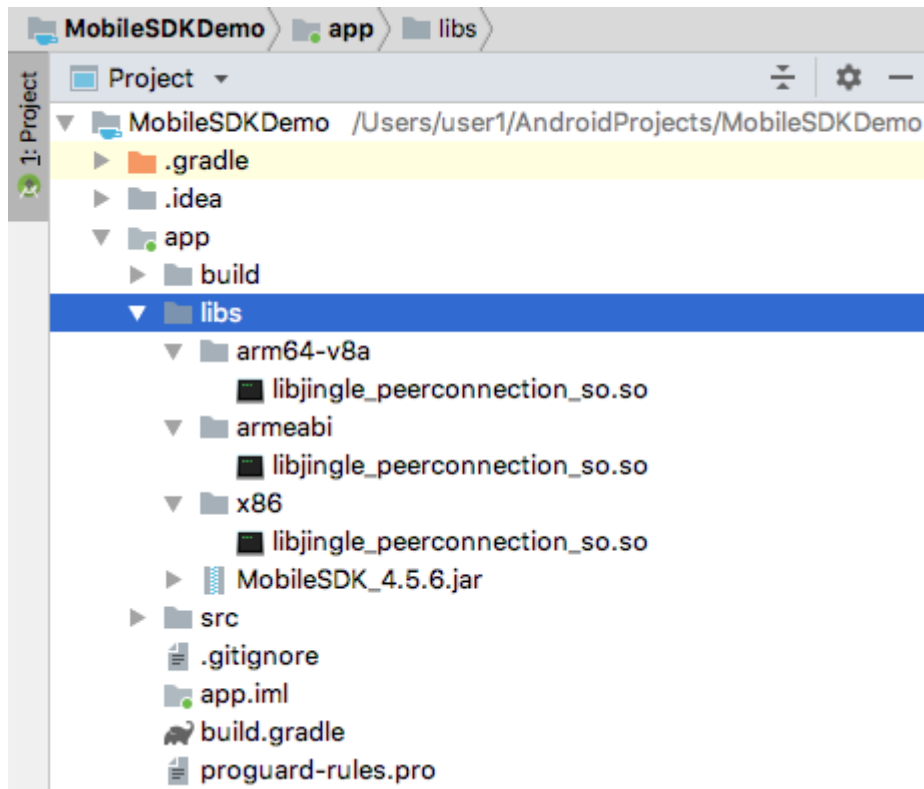 MobileSDKDemo app libs
1: Project
Project
MobileSDKDemo /Users/user1/AndroidProjects/MobileSDKDemo
.gradle
.idea
app
build
libs
arm64-v8a
libjingle_peerconnection_so.so
armeabi
libjingle_peerconnection_so.so
x86
libjingle_peerconnection_so.so
MobileSDK_4.5.6.jar
src
.gitignore
app.iml
build.gradle
proguard-rules.pro